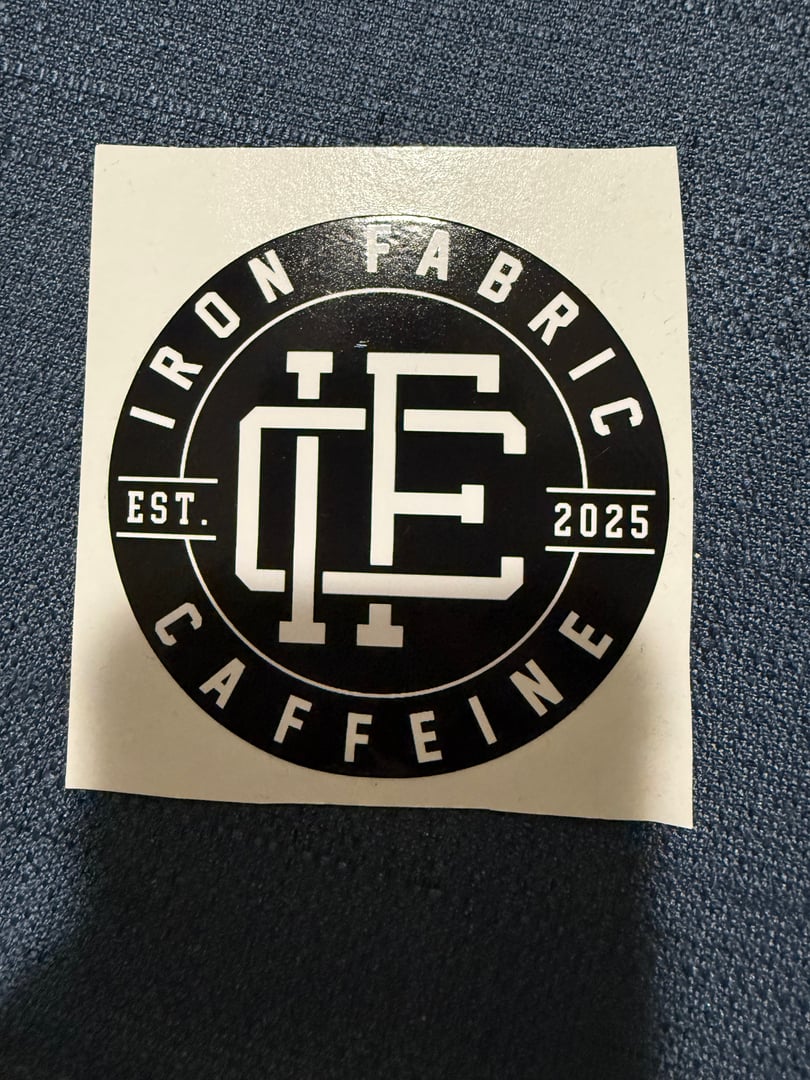 IRON FABRIC
EST.
2025
CAFFEINE